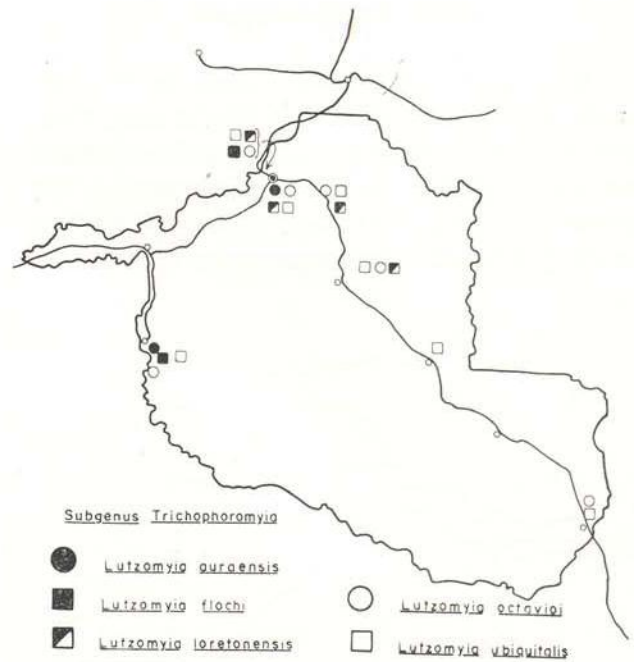 Subgenus Trichophoromyia
Lutzomyia auraensis
Lutzomyia flochi
Lutzomyia loretonensis
Lutzomyia octavioi
Lutzomyia ubiquitalis